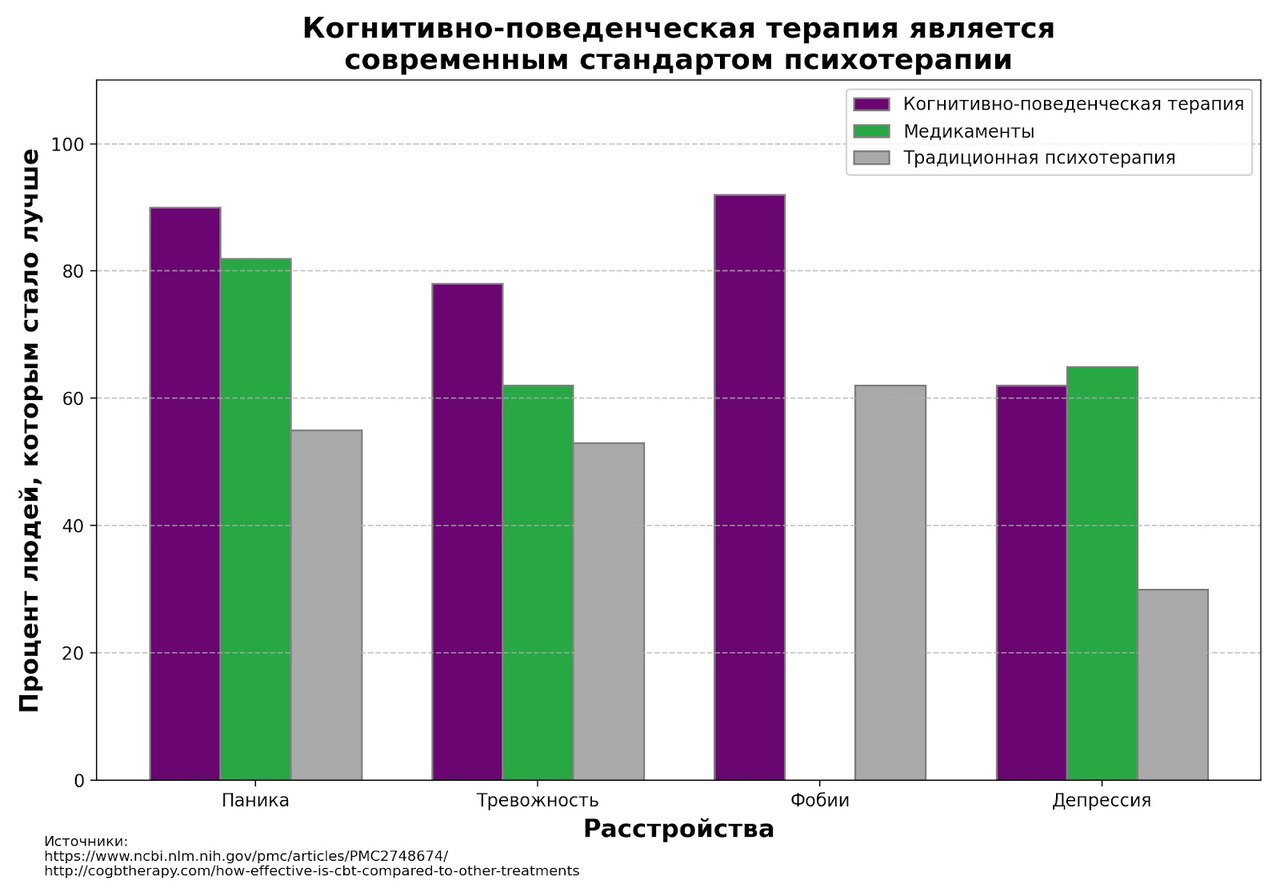 Когнитивно-поведенческая терапия является
современным стандартом психотерапии
Когнитивно-поведенческая терапия
Медикаменты
Традиционная психотерапия
Процент людей, которым стало лучше
100
80
60
40
20
0
Паника
Тревожность
Фобии
Депрессия
Расстройства
Источники:
https://www.ncbi.nlm.nih.gov/pmc/articles/PMC2748674/
http://cogbtherapy.com/how-effective-is-cbt-compared-to-other-treatments